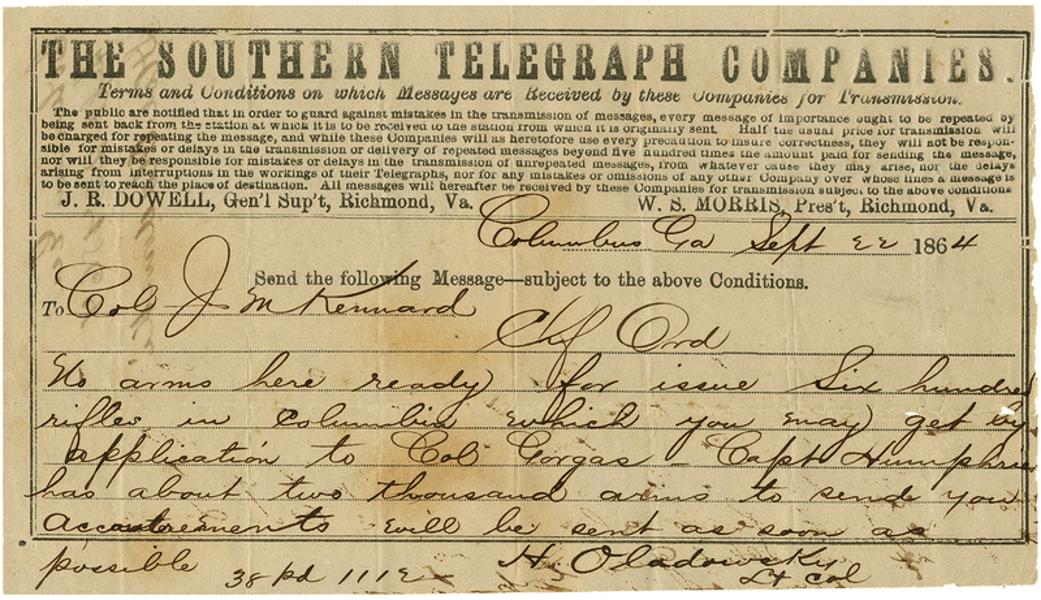 THE SOUTHERN TELEGRAPH COMPANIES.
Terms and Conditions on which Messages are Received by these Companies for Transmission.
The public are notified that in order to guard against mistakes in the transmission of messages, every message of importance ought to be repeated by
being sent back from the station at which it is to be received to the station from which it is originally sent. Half the usual price for transmission will
be charged for repeating the message, and while these Companies will as heretofore use every precaution to insure correctness, they will not be respon-
sible for mistakes or delays in the transmission or delivery of repeated messages beyond five hundred times the amount paid for sending the message,
nor will they be responsible for mistakes or delays in the transmission of unrepeated messages, from whatever cause they may arise, nor for delays
arising from interruptions in the workings of their Telegraphs, nor for any mistakes or omissions of any other Company over whose lines a message is
to be sent to reach the place of destination. All messages will hereafter be received by these Companies for transmission subject to the above conditions
J. R. DOWELL, Gen'l Sup't, Richmond, Va. W. S. MORRIS, Pres't, Richmond, Va.
Columbus Ga Sept 22 1864
Send the following Message—subject to the above Conditions.
To Col J M Kennard
Chf Ord
No arms here ready for issue Six hundred
rifles in Columbia which you may get by
application to Col Gorgas - Capt Humphries
has about two thousand arms to send you
accoutrements will be sent as soon as
possible H. Oladowsky
38 pd 1112 Lt Col